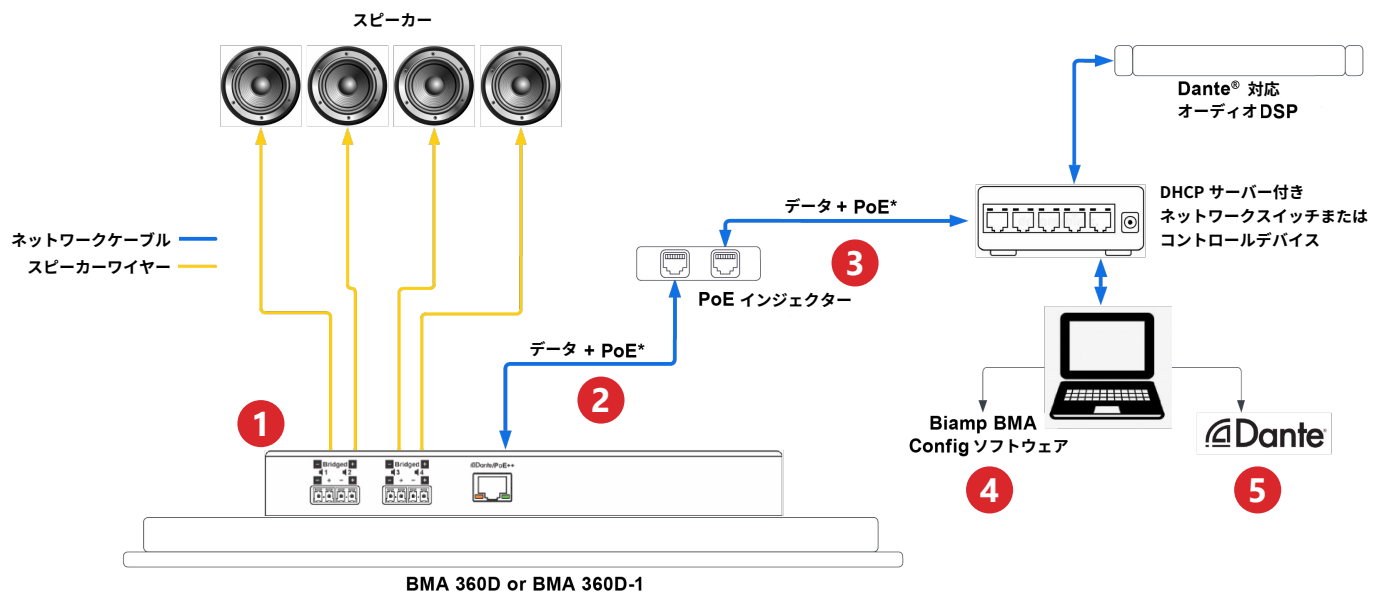 スピーカー
Dante® 対応
オーディオDSP
DHCP サーバー付き
ネットワークスイッチまたは
コントロールデバイス
データ + PoE*
ネットワークケーブル
スピーカーワイヤー
3
PoE インジェクター
データ + PoE*
2
1
Biamp BMA
Config ソフトウェア
Dante
- Bridged +
1 2
- + - +
- Bridged +
3 4
- + - +
Dante/PoE++
4
5
BMA 360D or BMA 360D-1